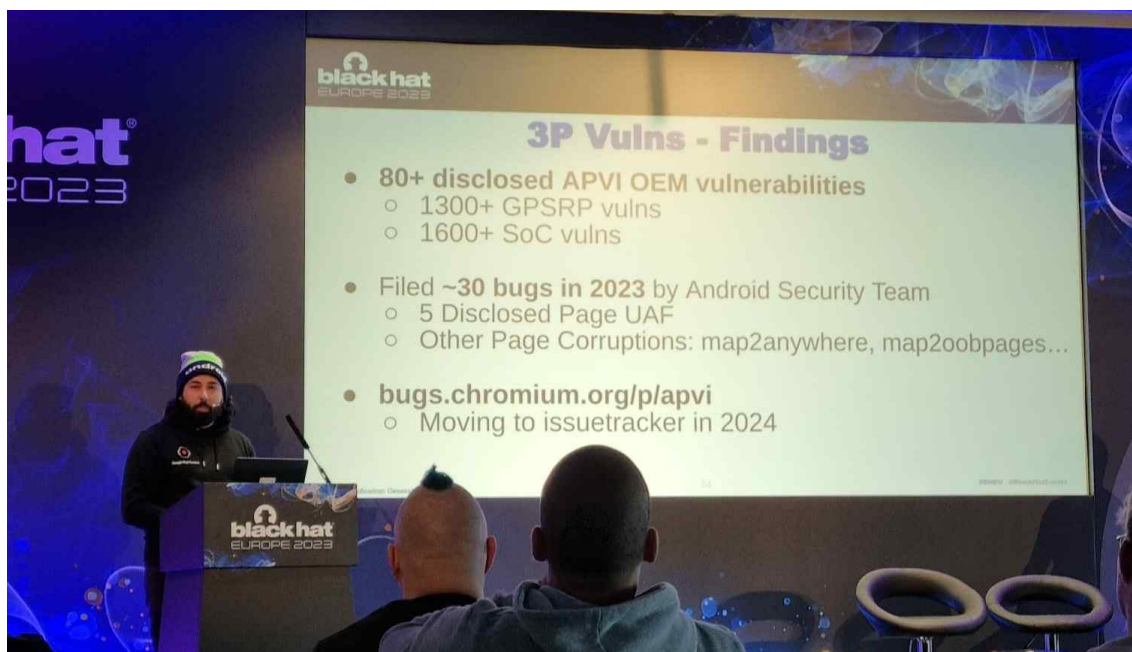 black hat
EUROPE 2023
hat
2023
3P Vulns - Findings
● 80+ disclosed APVI OEM vulnerabilities
○ 1300+ GPSRP vulns
○ 1600+ SoC vulns
● Filed ~30 bugs in 2023 by Android Security Team
○ 5 Disclosed Page UAF
○ Other Page Corruptions: map2anywhere, map2oobpages…
● bugs.chromium.org/p/apvi
○ Moving to issuetracker in 2024
android
black hat
EUROPE 2023